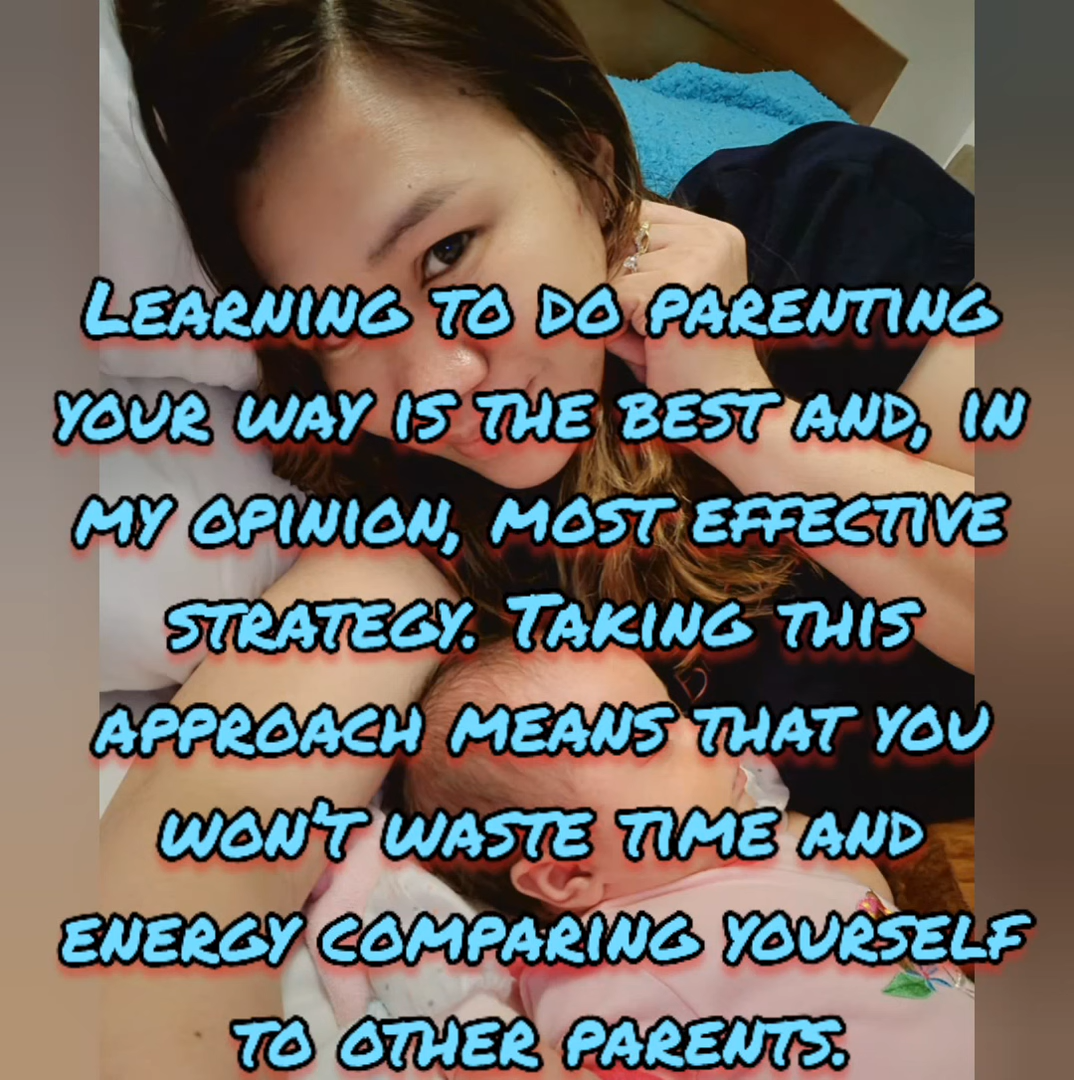 Learning to do parenting
your way is the best and, in
my opinion, most effective
strategy. Taking this
approach means that you
won't waste time and
energy comparing yourself
to other parents.